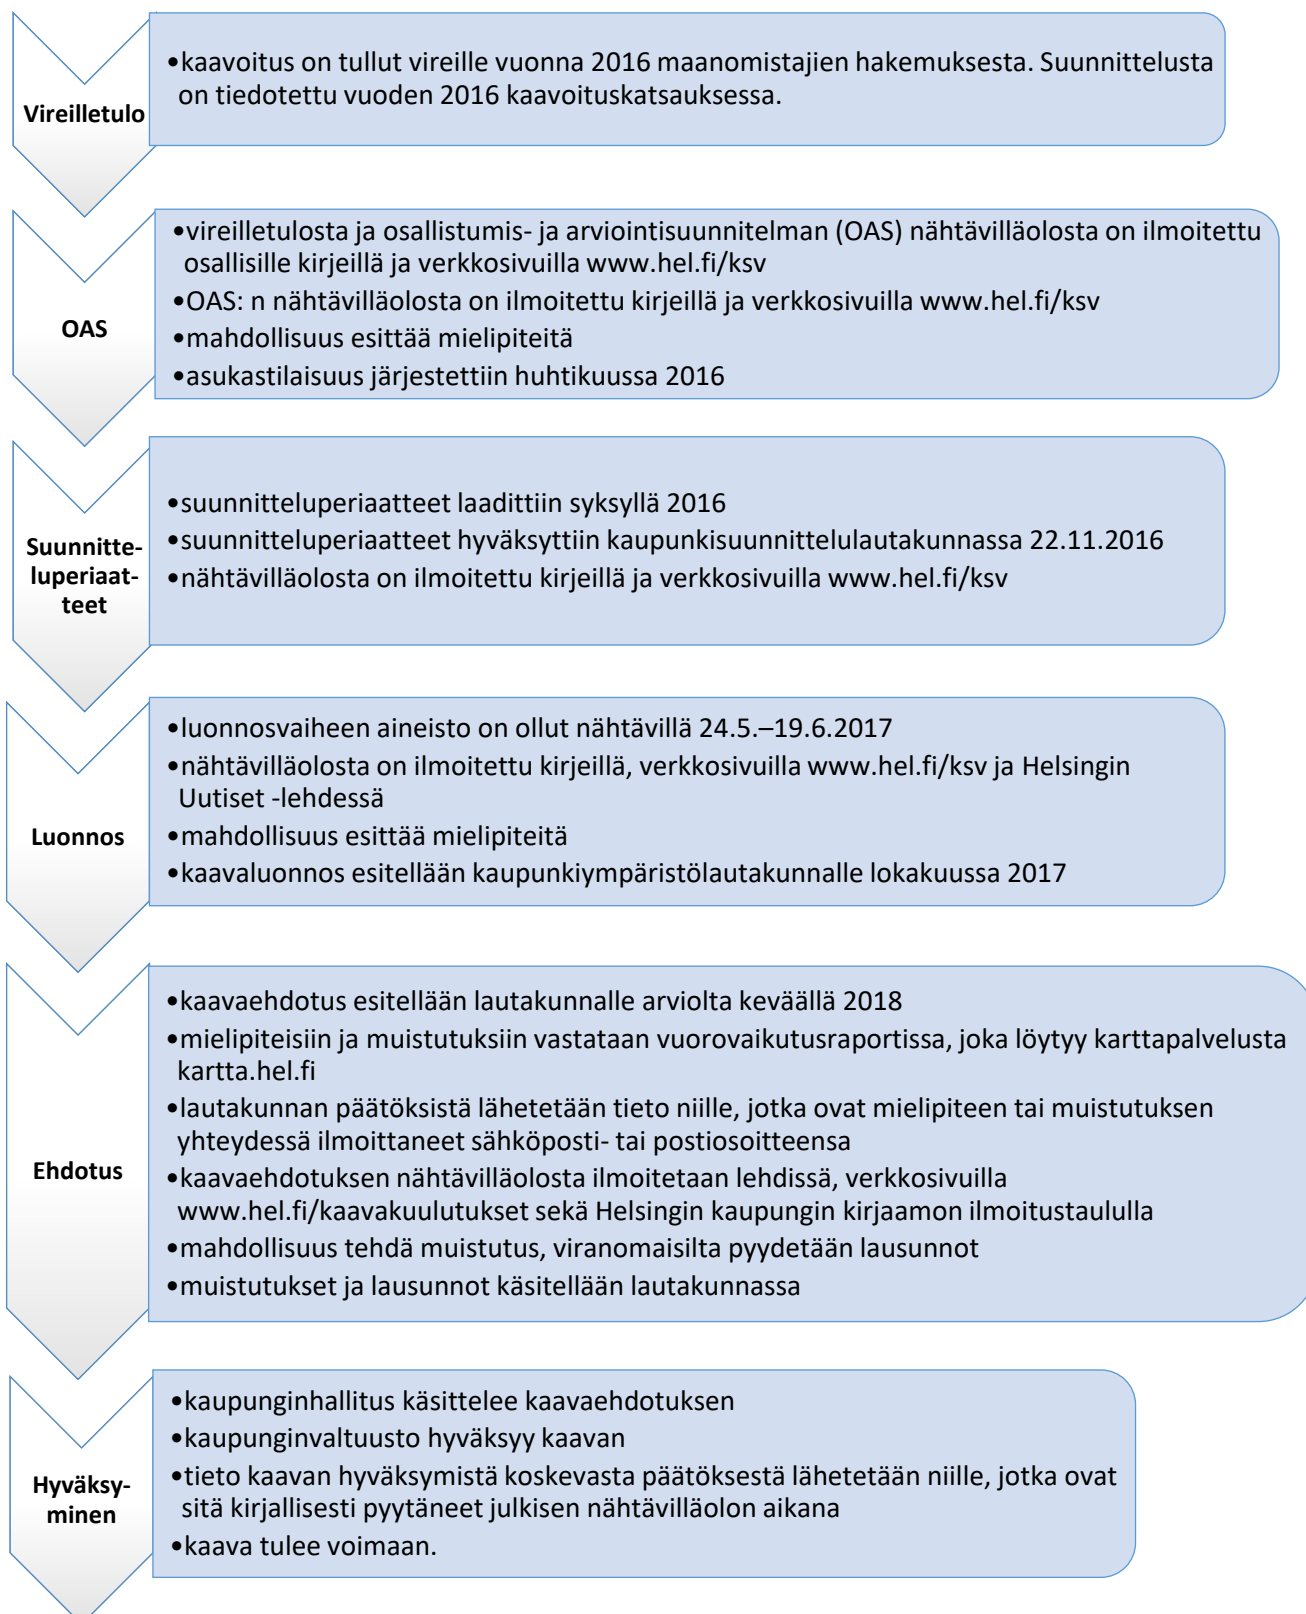 Vireilletulo
•kaavoitus on tullut vireille vuonna 2016 maanomistajien hakemuksesta. Suunnittelusta
on tiedotettu vuoden 2016 kaavoituskatsauksessa.
OAS
•vireilletulosta ja osallistumis- ja arviointisuunnitelman (OAS) nähtävilläolosta on ilmoitettu
osallisille kirjeillä ja verkkosivuilla www.hel.fi/ksv
•OAS: n nähtävilläolosta on ilmoitettu kirjeillä ja verkkosivuilla www.hel.fi/ksv
•mahdollisuus esittää mielipiteitä
•asukastilaisuus järjestettiin huhtikuussa 2016
Suunnitte-
luperiaat-
teet
•suunnitteluperiaatteet laadittiin syksyllä 2016
•suunnitteluperiaatteet hyväksyttiin kaupunkisuunnittelulautakunnassa 22.11.2016
•nähtävilläolosta on ilmoitettu kirjeillä ja verkkosivuilla www.hel.fi/ksv
Luonnos
•luonnosvaiheen aineisto on ollut nähtävillä 24.5.–19.6.2017
•nähtävilläolosta on ilmoitettu kirjeillä, verkkosivuilla www.hel.fi/ksv ja Helsingin
Uutiset -lehdessä
•mahdollisuus esittää mielipiteitä
•kaavaluonnos esitellään kaupunkiympäristölautakunnalle lokakuussa 2017
Ehdotus
•kaavaehdotus esitellään lautakunnalle arviolta keväällä 2018
•mielipiteisiin ja muistutuksiin vastataan vuorovaikutusraportissa, joka löytyy karttapalvelusta
kartta.hel.fi
•lautakunnan päätöksistä lähetetään tieto niille, jotka ovat mielipiteen tai muistutuksen
yhteydessä ilmoittaneet sähköposti- tai postiosoitteensa
•kaavaehdotuksen nähtävilläolosta ilmoitetaan lehdissä, verkkosivuilla
www.hel.fi/kaavakuulutukset sekä Helsingin kaupungin kirjaamon ilmoitustaululla
•mahdollisuus tehdä muistutus, viranomaisilta pyydetään lausunnot
•muistutukset ja lausunnot käsitellään lautakunnassa
Hyväksy-
minen
•kaupunginhallitus käsittelee kaavaehdotuksen
•kaupunginvaltuusto hyväksyy kaavan
•tieto kaavan hyväksymistä koskevasta päätöksestä lähetetään niille, jotka ovat
sitä kirjallisesti pyytäneet julkisen nähtävilläolon aikana
•kaava tulee voimaan.